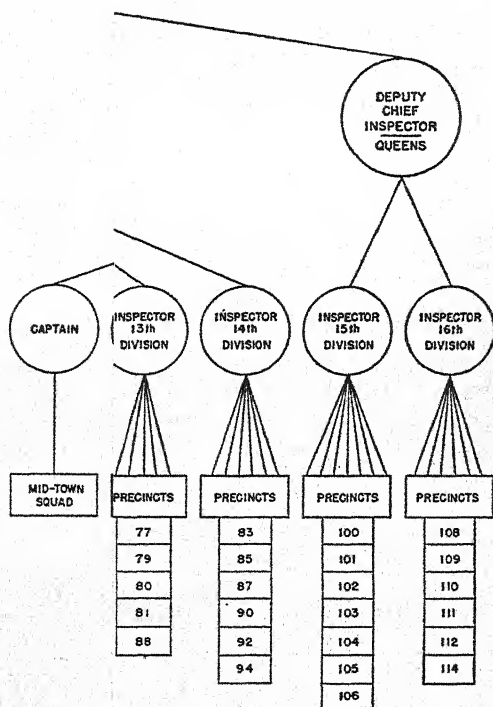 DEPUTY
CHIEF
INSPECTOR
QUEENS
CAPTAIN
INSPECTOR
13th
DIVISION
INSPECTOR
14th
DIVISION
INSPECTOR
15th
DIVISION
INSPECTOR
16th
DIVISION
MID-TOWN
SQUAD
PRECINCTS
77
79
80
81
88
PRECINCTS
83
85
87
90
92
94
PRECINCTS
100
101
102
103
104
105
106
PRECINCTS
108
109
110
111
112
114